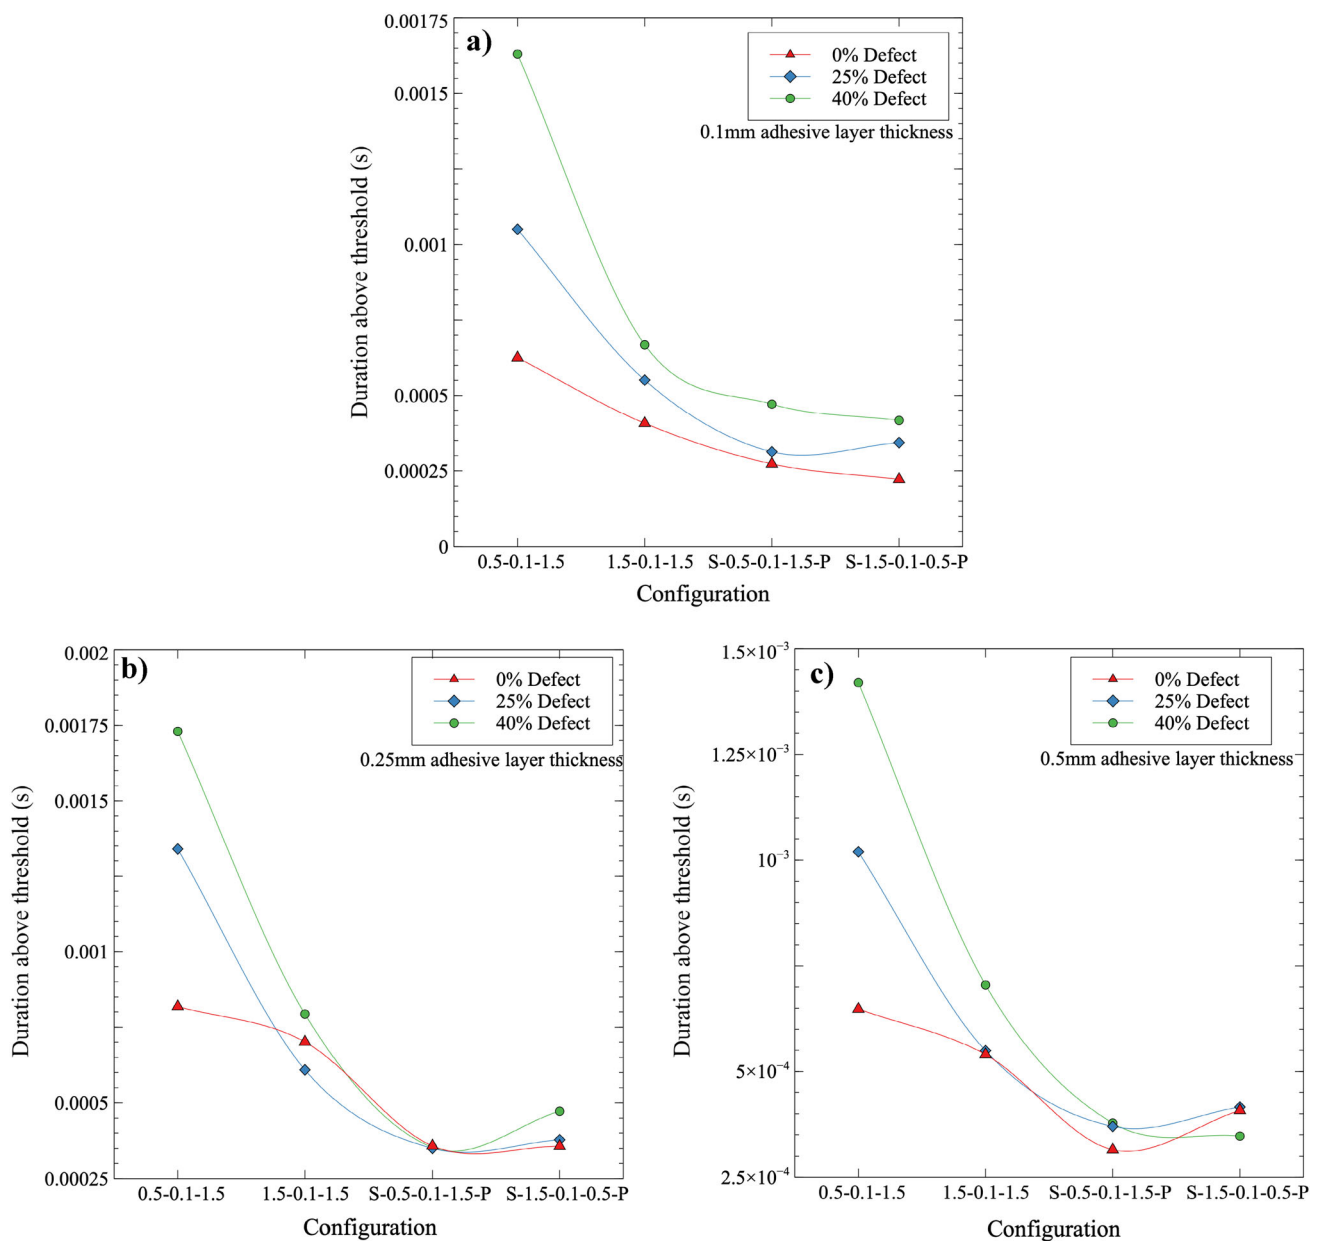 a)
0.00175
0.0015
0.001
0.0005
0.00025
0
Duration above threshold (s)
0% Defect
25% Defect
40% Defect
0.1mm adhesive layer thickness
0.5-0.1-1.5
1.5-0.1-1.5
S-0.5-0.1-1.5-P
S-1.5-0.1-0.5-P
Configuration
b)
0.002
0.00175
0.0015
0.001
0.0005
0.00025
Duration above threshold (s)
0% Defect
25% Defect
40% Defect
0.25mm adhesive layer thickness
0.5-0.1-1.5
1.5-0.1-1.5
S-0.5-0.1-1.5-P
S-1.5-0.1-0.5-P
Configuration
c)
1.5×10⁻³
1.25×10⁻³
10⁻³
5×10⁻⁴
2.5×10⁻⁴
Duration above threshold (s)
0% Defect
25% Defect
40% Defect
0.5mm adhesive layer thickness
0.5-0.1-1.5
1.5-0.1-1.5
S-0.5-0.1-1.5-P
S-1.5-0.1-0.5-P
Configuration